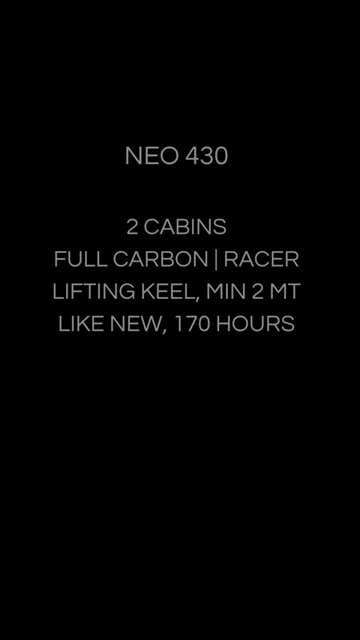 NEO 430
2 CABINS
FULL CARBON | RACER
LIFTING KEEL, MIN 2 MT
LIKE NEW, 170 HOURS